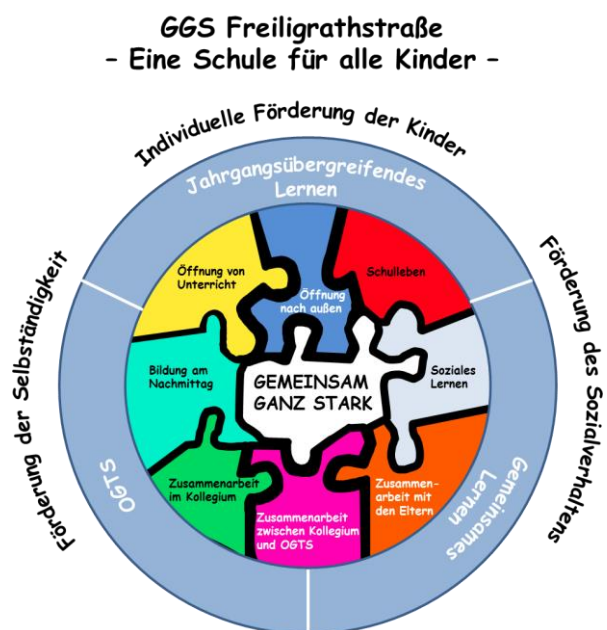 GGS Freiligrathstraße
- Eine Schule für alle Kinder -
Individuelle Förderung der Kinder
Jahrgangsübergreifendes
Lernen
Förderung der Selbständigkeit
Förderung des Sozialverhaltens
Öffnung von
Unterricht
Öffnung
nach außen
Schulleben
Bildung am
Nachmittag
GEMEINSAM
GANZ STARK
Soziales
Lernen
Zusammenarbeit
im Kollegium
Zusammenarbeit
zwischen Kollegium
und OGTS
Zusammen-
arbeit mit
den Eltern
OGTS
Gemeinsames
Lernen